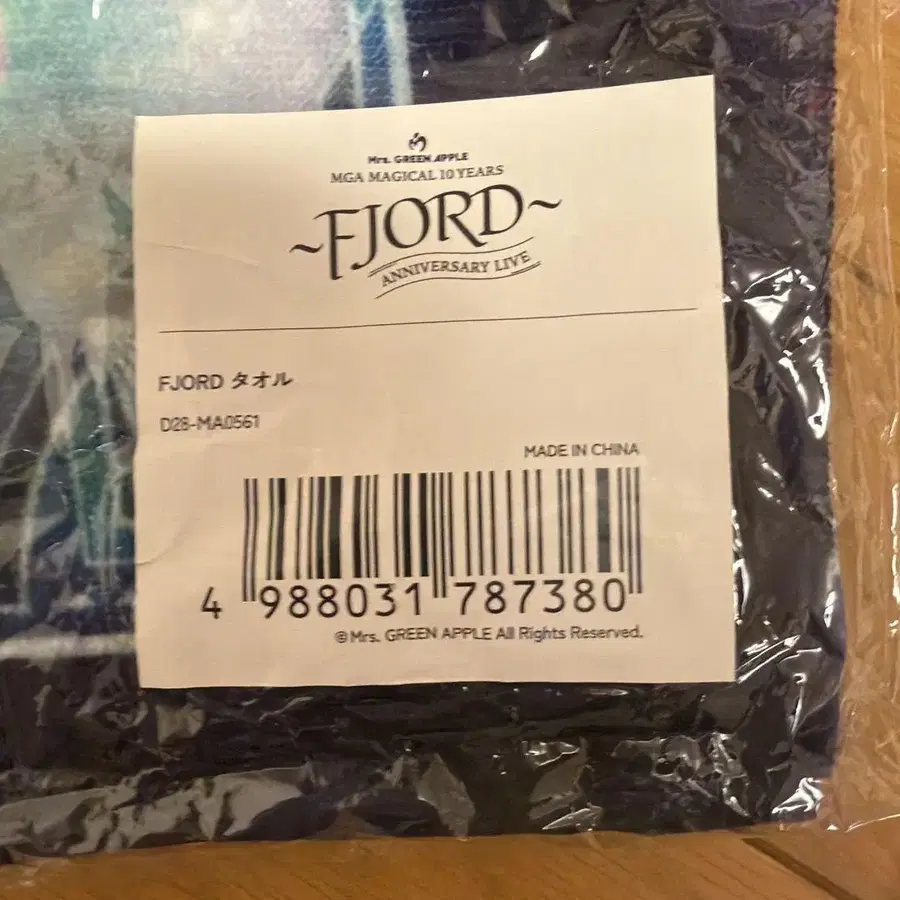 Mrs. GREEN APPLE
MGA MAGICAL 10 YEARS
~FJORD~
ANNIVERSARY LIVE
FJORD タオル
D28-MA0561
MADE IN CHINA
4 988031 787380
©Mrs. GREEN APPLE All Rights Reserved.